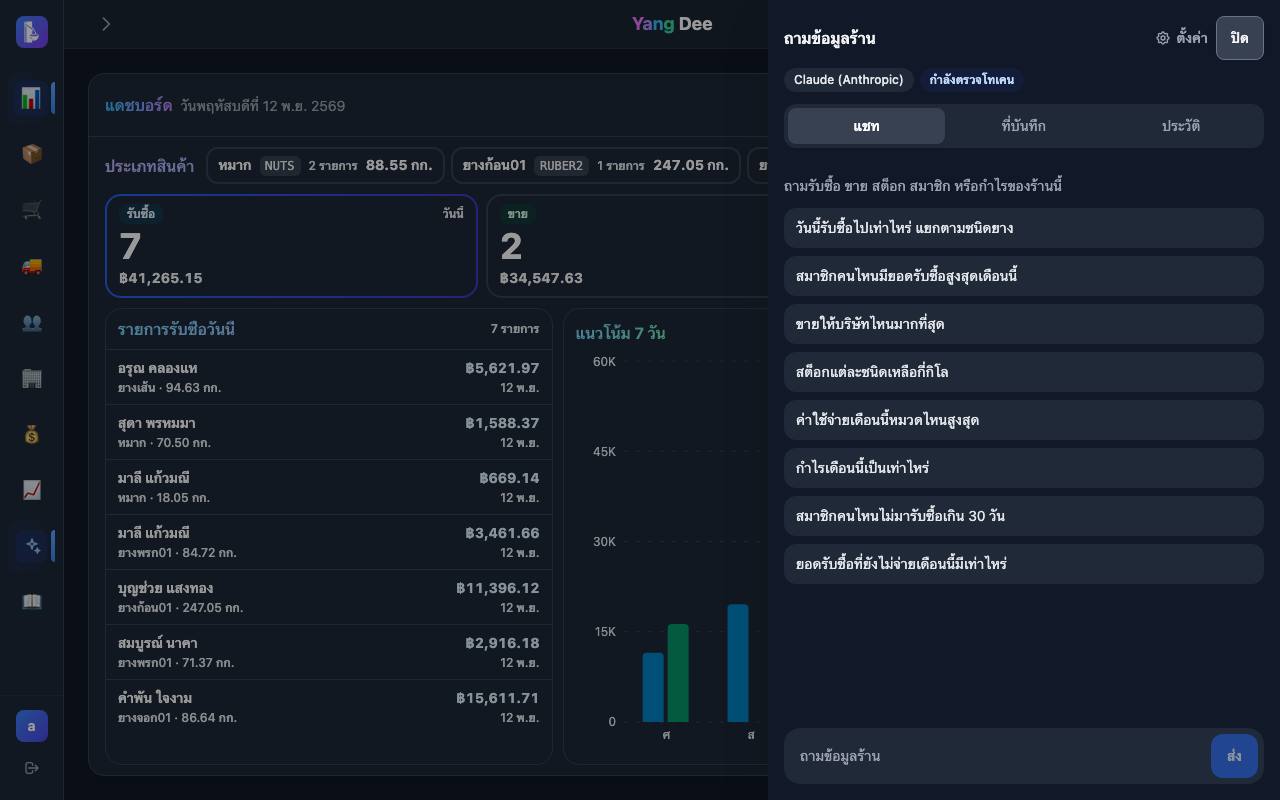 Yang Dee
แดชบอร์ด วันพฤหัสบดีที่ 12 พ.ย. 2569
ประเภทสินค้า หมาก NUTS 2 รายการ 88.55 กก. ยางก้อน01 RUBER2 1 รายการ 247.05 กก.
รับซื้อ วันนี้
7
฿41,265.15
ขาย
2
฿34,547.63
รายการรับซื้อวันนี้ 7 รายการ
อรุณ คลองแห ฿5,621.97
ยางเส้น · 94.63 กก. 12 พ.ย.
สุดา พรหมมา ฿1,588.37
หมาก · 70.50 กก. 12 พ.ย.
มาลี แก้วมณี ฿669.14
หมาก · 18.05 กก. 12 พ.ย.
มาลี แก้วมณี ฿3,461.66
ยางพรก01 · 84.72 กก. 12 พ.ย.
บุญช่วย แสงทอง ฿11,396.12
ยางก้อน01 · 247.05 กก. 12 พ.ย.
สมบูรณ์ นาคา ฿2,916.18
ยางพรก01 · 71.37 กก. 12 พ.ย.
คำพัน ใจงาม ฿15,611.71
ยางจอก01 · 86.64 กก. 12 พ.ย.
แนวโน้ม 7 วัน
60K
45K
30K
15K
0
ศ ส
a
ถามข้อมูลร้าน ตั้งค่า ปิด
Claude (Anthropic) กำลังตรวจโทเคน
แชท ที่บันทึก ประวัติ
ถามรับซื้อ ขาย สต็อก สมาชิก หรือกำไรของร้านนี้
วันนี้รับซื้อไปเท่าไหร่ แยกตามชนิดยาง
สมาชิกคนไหนมียอดรับซื้อสูงสุดเดือนนี้
ขายให้บริษัทไหนมากที่สุด
สต็อกแต่ละชนิดเหลือกี่กิโล
ค่าใช้จ่ายเดือนนี้หมวดไหนสูงสุด
กำไรเดือนนี้เป็นเท่าไหร่
สมาชิกคนไหนไม่มารับซื้อเกิน 30 วัน
ยอดรับซื้อที่ยังไม่จ่ายเดือนนี้มีเท่าไหร่
ถามข้อมูลร้าน ส่ง